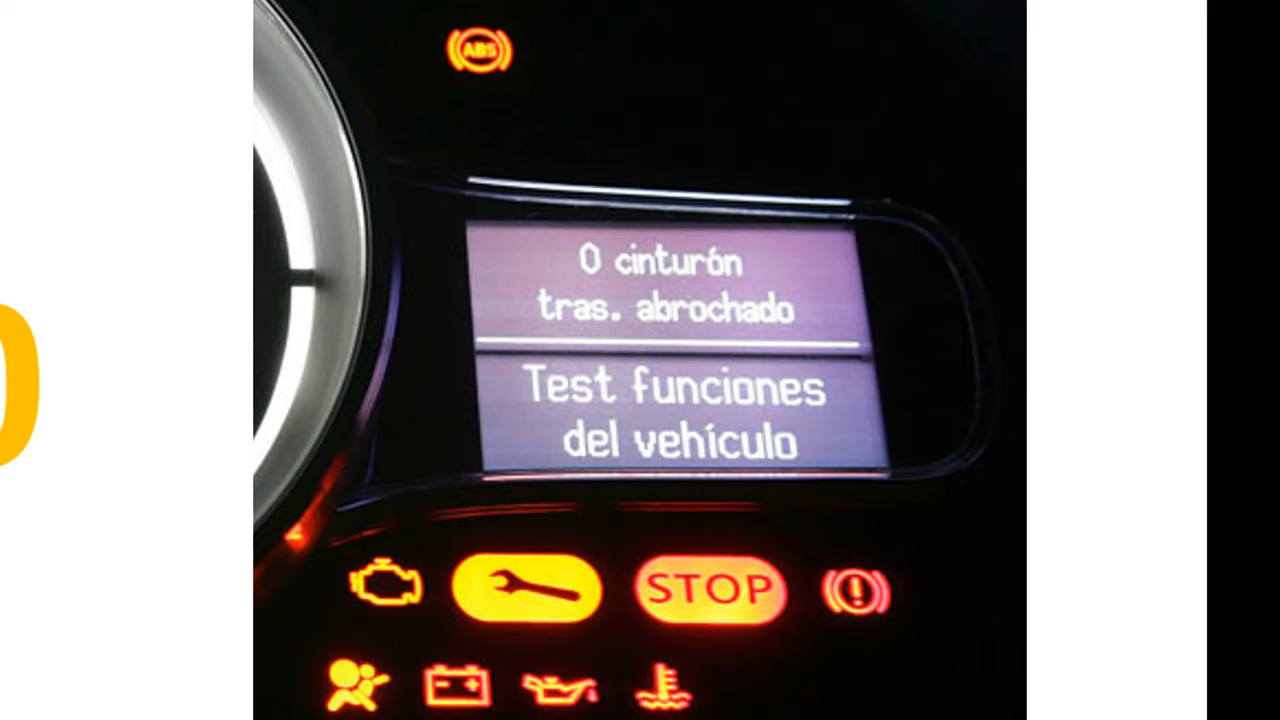 ABS
0 cinturón
tras. abrochado
Test funciones
del vehículo
STOP